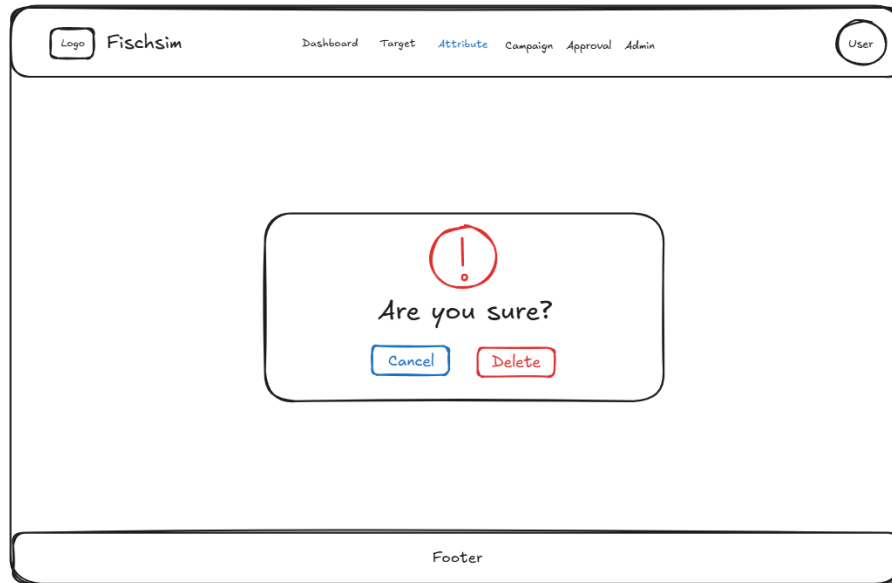 Logo Fischsim Dashboard Target Attribute Campaign Approval Admin User
!
Are you sure?
Cancel Delete
Footer